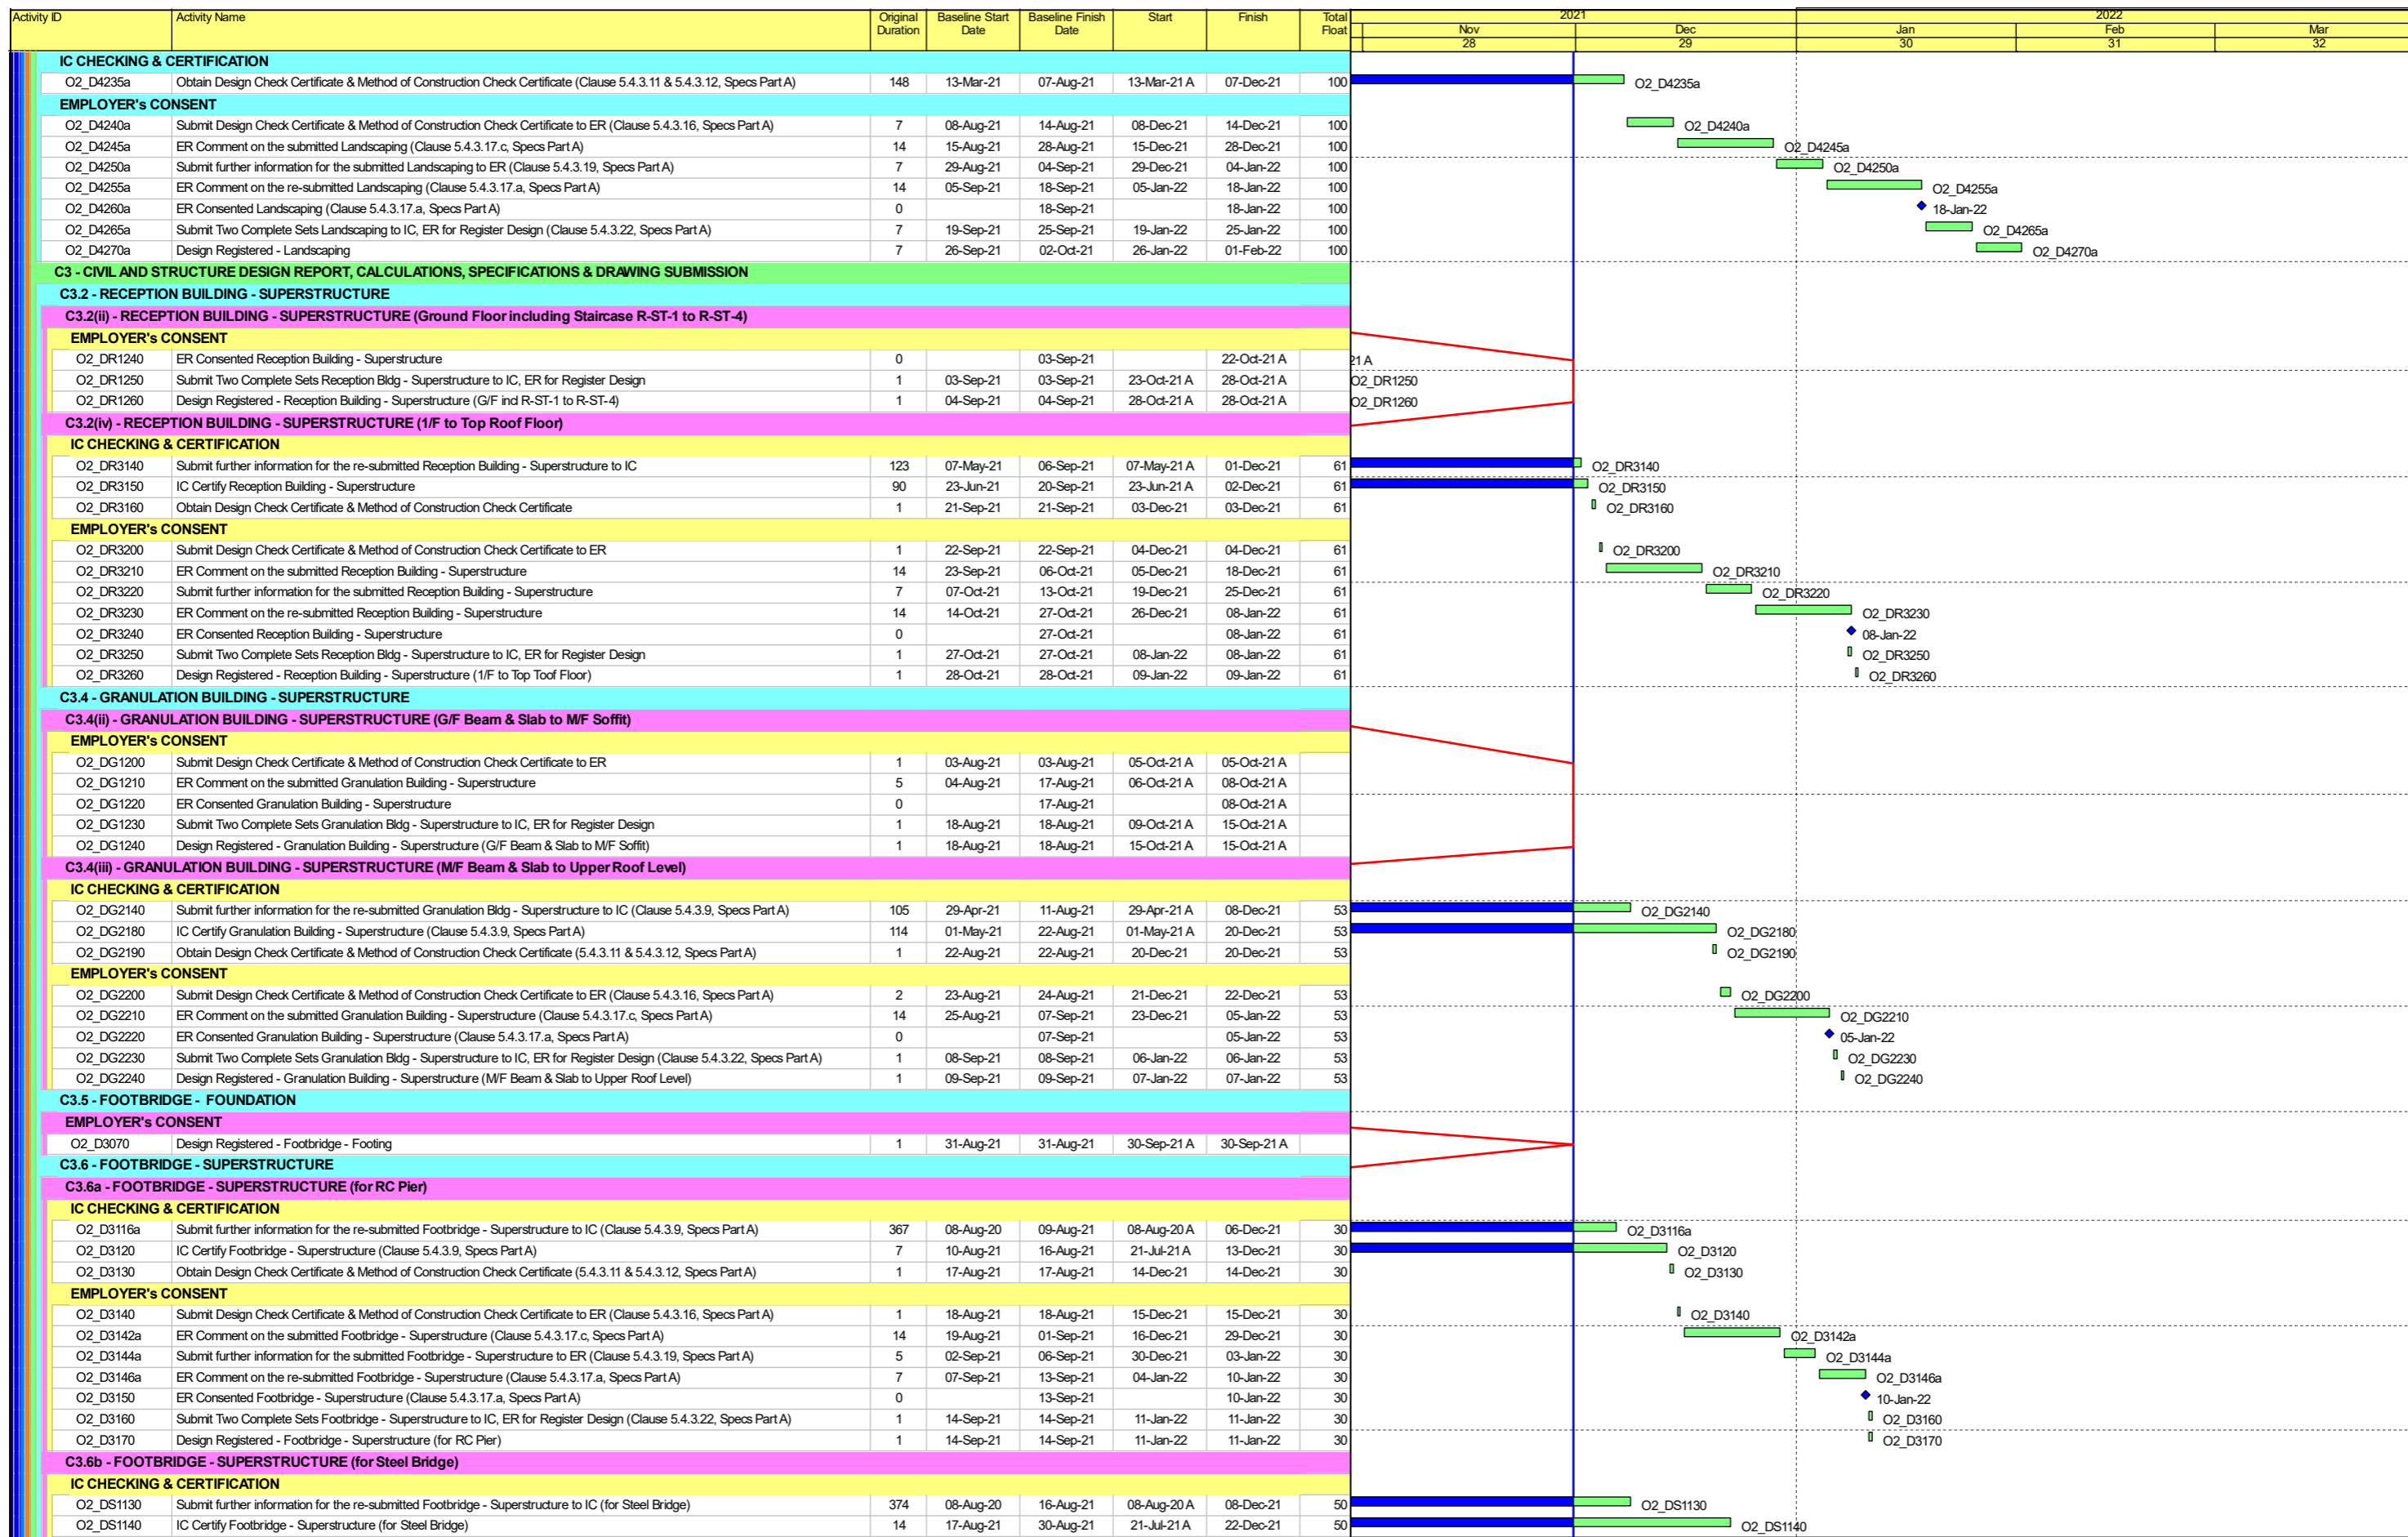 Activity ID Activity Name Original Duration Baseline Start Date Baseline Finish Date Start Finish Total Float 2021 2022
Nov Dec Jan Feb Mar
28 29 30 31 32
IC CHECKING & CERTIFICATION
O2_D4235a Obtain Design Check Certificate & Method of Construction Check Certificate (Clause 5.4.3.11 & 5.4.3.12, Specs Part A) 148 13-Mar-21 07-Aug-21 13-Mar-21 A 07-Dec-21 100 O2_D4235a
EMPLOYER's CONSENT
O2_D4240a Submit Design Check Certificate & Method of Construction Check Certificate to ER (Clause 5.4.3.16, Specs Part A) 7 08-Aug-21 14-Aug-21 08-Dec-21 14-Dec-21 100 O2_D4240a
O2_D4245a ER Comment on the submitted Landscaping (Clause 5.4.3.17.c, Specs Part A) 14 15-Aug-21 28-Aug-21 15-Dec-21 28-Dec-21 100 O2_D4245a
O2_D4250a Submit further information for the submitted Landscaping to ER (Clause 5.4.3.19, Specs Part A) 7 29-Aug-21 04-Sep-21 29-Dec-21 04-Jan-22 100 O2_D4250a
O2_D4255a ER Comment on the re-submitted Landscaping (Clause 5.4.3.17.a, Specs Part A) 14 05-Sep-21 18-Sep-21 05-Jan-22 18-Jan-22 100 O2_D4255a
O2_D4260a ER Consented Landscaping (Clause 5.4.3.17.a, Specs Part A) 0 18-Sep-21 18-Jan-22 100 18-Jan-22
O2_D4265a Submit Two Complete Sets Landscaping to IC, ER for Register Design (Clause 5.4.3.22, Specs Part A) 7 19-Sep-21 25-Sep-21 19-Jan-22 25-Jan-22 100 O2_D4265a
O2_D4270a Design Registered - Landscaping 7 26-Sep-21 02-Oct-21 26-Jan-22 01-Feb-22 100 O2_D4270a
C3 - CIVIL AND STRUCTURE DESIGN REPORT, CALCULATIONS, SPECIFICATIONS & DRAWING SUBMISSION
C3.2 - RECEPTION BUILDING - SUPERSTRUCTURE
C3.2(ii) - RECEPTION BUILDING - SUPERSTRUCTURE (Ground Floor including Staircase R-ST-1 to R-ST-4)
EMPLOYER's CONSENT
O2_DR1240 ER Consented Reception Building - Superstructure 0 03-Sep-21 22-Oct-21 A 21 A
O2_DR1250 Submit Two Complete Sets Reception Bldg - Superstructure to IC, ER for Register Design 1 03-Sep-21 03-Sep-21 23-Oct-21 A 28-Oct-21 A O2_DR1250
O2_DR1260 Design Registered - Reception Building - Superstructure (G/F incl R-ST-1 to R-ST-4) 1 04-Sep-21 04-Sep-21 28-Oct-21 A 28-Oct-21 A O2_DR1260
C3.2(iv) - RECEPTION BUILDING - SUPERSTRUCTURE (1/F to Top Roof Floor)
IC CHECKING & CERTIFICATION
O2_DR3140 Submit further information for the re-submitted Reception Building - Superstructure to IC 123 07-May-21 06-Sep-21 07-May-21 A 01-Dec-21 61 O2_DR3140
O2_DR3150 IC Certify Reception Building - Superstructure 90 23-Jun-21 20-Sep-21 23-Jun-21 A 02-Dec-21 61 O2_DR3150
O2_DR3160 Obtain Design Check Certificate & Method of Construction Check Certificate 1 21-Sep-21 21-Sep-21 03-Dec-21 03-Dec-21 61 O2_DR3160
EMPLOYER's CONSENT
O2_DR3200 Submit Design Check Certificate & Method of Construction Check Certificate to ER 1 22-Sep-21 22-Sep-21 04-Dec-21 04-Dec-21 61 O2_DR3200
O2_DR3210 ER Comment on the submitted Reception Building - Superstructure 14 23-Sep-21 06-Oct-21 05-Dec-21 18-Dec-21 61 O2_DR3210
O2_DR3220 Submit further information for the submitted Reception Building - Superstructure 7 07-Oct-21 13-Oct-21 19-Dec-21 25-Dec-21 61 O2_DR3220
O2_DR3230 ER Comment on the re-submitted Reception Building - Superstructure 14 14-Oct-21 27-Oct-21 26-Dec-21 08-Jan-22 61 O2_DR3230
O2_DR3240 ER Consented Reception Building - Superstructure 0 27-Oct-21 08-Jan-22 61 08-Jan-22
O2_DR3250 Submit Two Complete Sets Reception Bldg - Superstructure to IC, ER for Register Design 1 27-Oct-21 27-Oct-21 08-Jan-22 08-Jan-22 61 O2_DR3250
O2_DR3260 Design Registered - Reception Building - Superstructure (1/F to Top Toof Floor) 1 28-Oct-21 28-Oct-21 09-Jan-22 09-Jan-22 61 O2_DR3260
C3.4 - GRANULATION BUILDING - SUPERSTRUCTURE
C3.4(ii) - GRANULATION BUILDING - SUPERSTRUCTURE (G/F Beam & Slab to M/F Soffit)
EMPLOYER's CONSENT
O2_DG1200 Submit Design Check Certificate & Method of Construction Check Certificate to ER 1 03-Aug-21 03-Aug-21 05-Oct-21 A 05-Oct-21 A
O2_DG1210 ER Comment on the submitted Granulation Building - Superstructure 5 04-Aug-21 17-Aug-21 06-Oct-21 A 08-Oct-21 A
O2_DG1220 ER Consented Granulation Building - Superstructure 0 17-Aug-21 08-Oct-21 A
O2_DG1230 Submit Two Complete Sets Granulation Bldg - Superstructure to IC, ER for Register Design 1 18-Aug-21 18-Aug-21 09-Oct-21 A 15-Oct-21 A
O2_DG1240 Design Registered - Granulation Building - Superstructure (G/F Beam & Slab to M/F Soffit) 1 18-Aug-21 18-Aug-21 15-Oct-21 A 15-Oct-21 A
C3.4(iii) - GRANULATION BUILDING - SUPERSTRUCTURE (M/F Beam & Slab to Upper Roof Level)
IC CHECKING & CERTIFICATION
O2_DG2140 Submit further information for the re-submitted Granulation Bldg - Superstructure to IC (Clause 5.4.3.9, Specs Part A) 105 29-Apr-21 11-Aug-21 29-Apr-21 A 08-Dec-21 53 O2_DG2140
O2_DG2180 IC Certify Granulation Building - Superstructure (Clause 5.4.3.9, Specs Part A) 114 01-May-21 22-Aug-21 01-May-21 A 20-Dec-21 53 O2_DG2180
O2_DG2190 Obtain Design Check Certificate & Method of Construction Check Certificate (5.4.3.11 & 5.4.3.12, Specs Part A) 1 22-Aug-21 22-Aug-21 20-Dec-21 20-Dec-21 53 O2_DG2190
EMPLOYER's CONSENT
O2_DG2200 Submit Design Check Certificate & Method of Construction Check Certificate to ER (Clause 5.4.3.16, Specs Part A) 2 23-Aug-21 24-Aug-21 21-Dec-21 22-Dec-21 53 O2_DG2200
O2_DG2210 ER Comment on the submitted Granulation Building - Superstructure (Clause 5.4.3.17.c, Specs Part A) 14 25-Aug-21 07-Sep-21 23-Dec-21 05-Jan-22 53 O2_DG2210
O2_DG2220 ER Consented Granulation Building - Superstructure (Clause 5.4.3.17.a, Specs Part A) 0 07-Sep-21 05-Jan-22 53 05-Jan-22
O2_DG2230 Submit Two Complete Sets Granulation Bldg - Superstructure to IC, ER for Register Design (Clause 5.4.3.22, Specs Part A) 1 08-Sep-21 08-Sep-21 06-Jan-22 06-Jan-22 53 O2_DG2230
O2_DG2240 Design Registered - Granulation Building - Superstructure (M/F Beam & Slab to Upper Roof Level) 1 09-Sep-21 09-Sep-21 07-Jan-22 07-Jan-22 53 O2_DG2240
C3.5 - FOOTBRIDGE - FOUNDATION
EMPLOYER's CONSENT
O2_D3070 Design Registered - Footbridge - Footing 1 31-Aug-21 31-Aug-21 30-Sep-21 A 30-Sep-21 A
C3.6 - FOOTBRIDGE - SUPERSTRUCTURE
C3.6a - FOOTBRIDGE - SUPERSTRUCTURE (for RC Pier)
IC CHECKING & CERTIFICATION
O2_D3116a Submit further information for the re-submitted Footbridge - Superstructure to IC (Clause 5.4.3.9, Specs Part A) 367 08-Aug-20 09-Aug-21 08-Aug-20 A 06-Dec-21 30 O2_D3116a
O2_D3120 IC Certify Footbridge - Superstructure (Clause 5.4.3.9, Specs Part A) 7 10-Aug-21 16-Aug-21 21-Jul-21 A 13-Dec-21 30 O2_D3120
O2_D3130 Obtain Design Check Certificate & Method of Construction Check Certificate (5.4.3.11 & 5.4.3.12, Specs Part A) 1 17-Aug-21 17-Aug-21 14-Dec-21 14-Dec-21 30 O2_D3130
EMPLOYER's CONSENT
O2_D3140 Submit Design Check Certificate & Method of Construction Check Certificate to ER (Clause 5.4.3.16, Specs Part A) 1 18-Aug-21 18-Aug-21 15-Dec-21 15-Dec-21 30 O2_D3140
O2_D3142a ER Comment on the submitted Footbridge - Superstructure (Clause 5.4.3.17.c, Specs Part A) 14 19-Aug-21 01-Sep-21 16-Dec-21 29-Dec-21 30 O2_D3142a
O2_D3144a Submit further information for the submitted Footbridge - Superstructure to ER (Clause 5.4.3.19, Specs Part A) 5 02-Sep-21 06-Sep-21 30-Dec-21 03-Jan-22 30 O2_D3144a
O2_D3146a ER Comment on the re-submitted Footbridge - Superstructure (Clause 5.4.3.17.a, Specs Part A) 7 07-Sep-21 13-Sep-21 04-Jan-22 10-Jan-22 30 O2_D3146a
O2_D3150 ER Consented Footbridge - Superstructure (Clause 5.4.3.17.a, Specs Part A) 0 13-Sep-21 10-Jan-22 30 10-Jan-22
O2_D3160 Submit Two Complete Sets Footbridge - Superstructure to IC, ER for Register Design (Clause 5.4.3.22, Specs Part A) 1 14-Sep-21 14-Sep-21 11-Jan-22 11-Jan-22 30 O2_D3160
O2_D3170 Design Registered - Footbridge - Superstructure (for RC Pier) 1 14-Sep-21 14-Sep-21 11-Jan-22 11-Jan-22 30 O2_D3170
C3.6b - FOOTBRIDGE - SUPERSTRUCTURE (for Steel Bridge)
IC CHECKING & CERTIFICATION
O2_DS1130 Submit further information for the re-submitted Footbridge - Superstructure to IC (for Steel Bridge) 374 08-Aug-20 16-Aug-21 08-Aug-20 A 08-Dec-21 50 O2_DS1130
O2_DS1140 IC Certify Footbridge - Superstructure (for Steel Bridge) 14 17-Aug-21 30-Aug-21 21-Jul-21 A 22-Dec-21 50 O2_DS1140